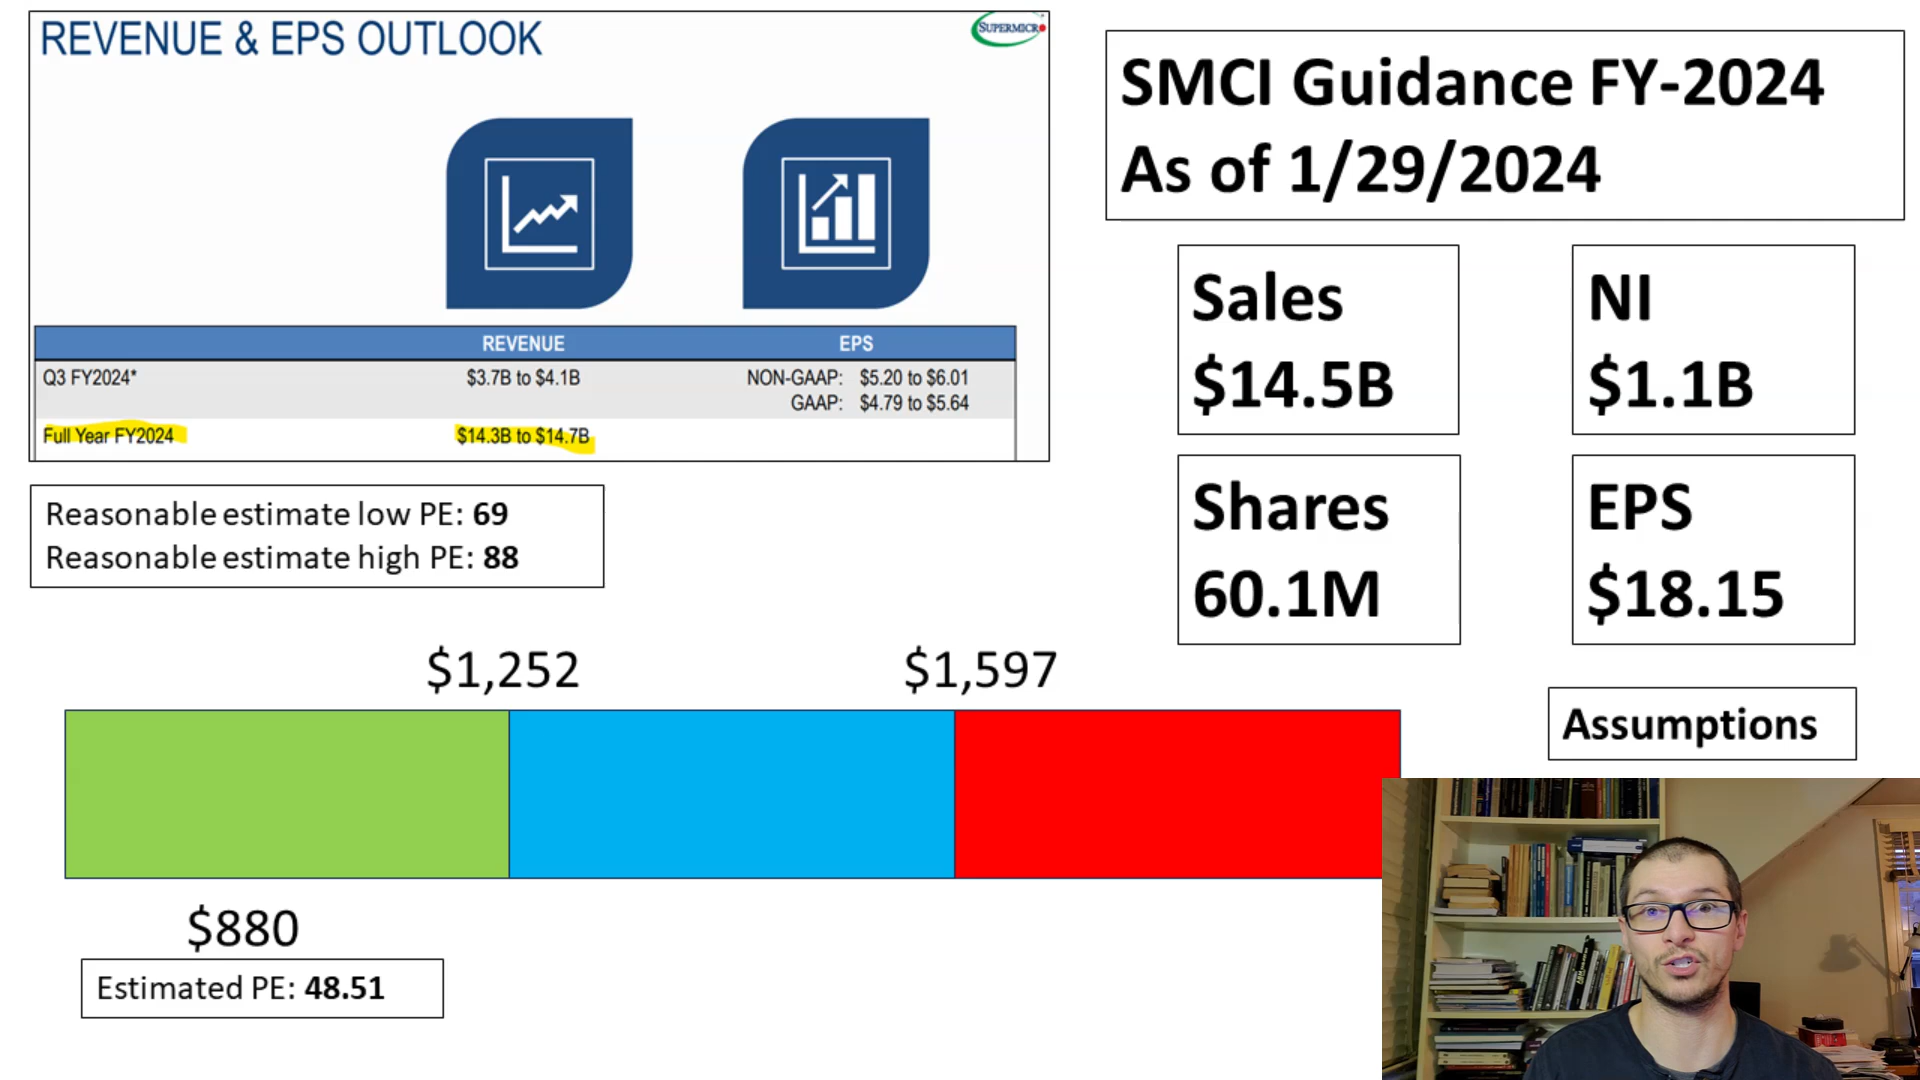 REVENUE & EPS OUTLOOK
SUPERMICR
SMCI Guidance FY-2024
As of 1/29/2024
REVENUE EPS
Q3 FY2024* $3.7B to $4.1B NON-GAAP: $5.20 to $6.01
GAAP: $4.79 to $5.64
Full Year FY2024 $14.3B to $14.7B
Sales
$14.5B
NI
$1.1B
Shares
60.1M
EPS
$18.15
Reasonable estimate low PE: 69
Reasonable estimate high PE: 88
$1,252
$1,597
Assumptions
$880
Estimated PE: 48.51